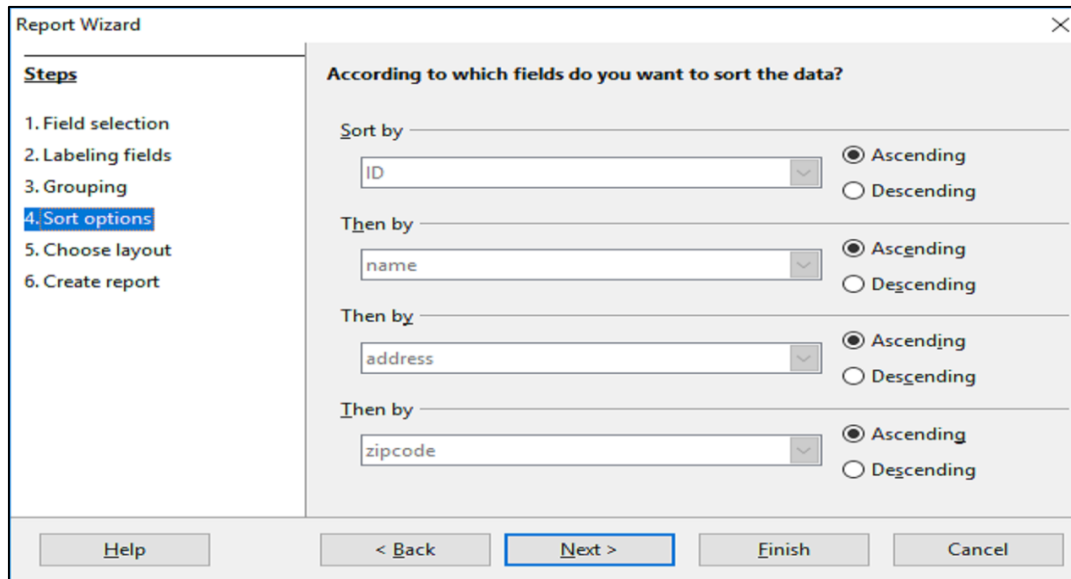 Report Wizard
Steps
1. Field selection
2. Labeling fields
3. Grouping
4. Sort options
5. Choose layout
6. Create report
According to which fields do you want to sort the data?
Sort by
ID
Ascending
Descending
Then by
name
Ascending
Descending
Then by
address
Ascending
Descending
Then by
zipcode
Ascending
Descending
Help
< Back
Next >
Finish
Cancel